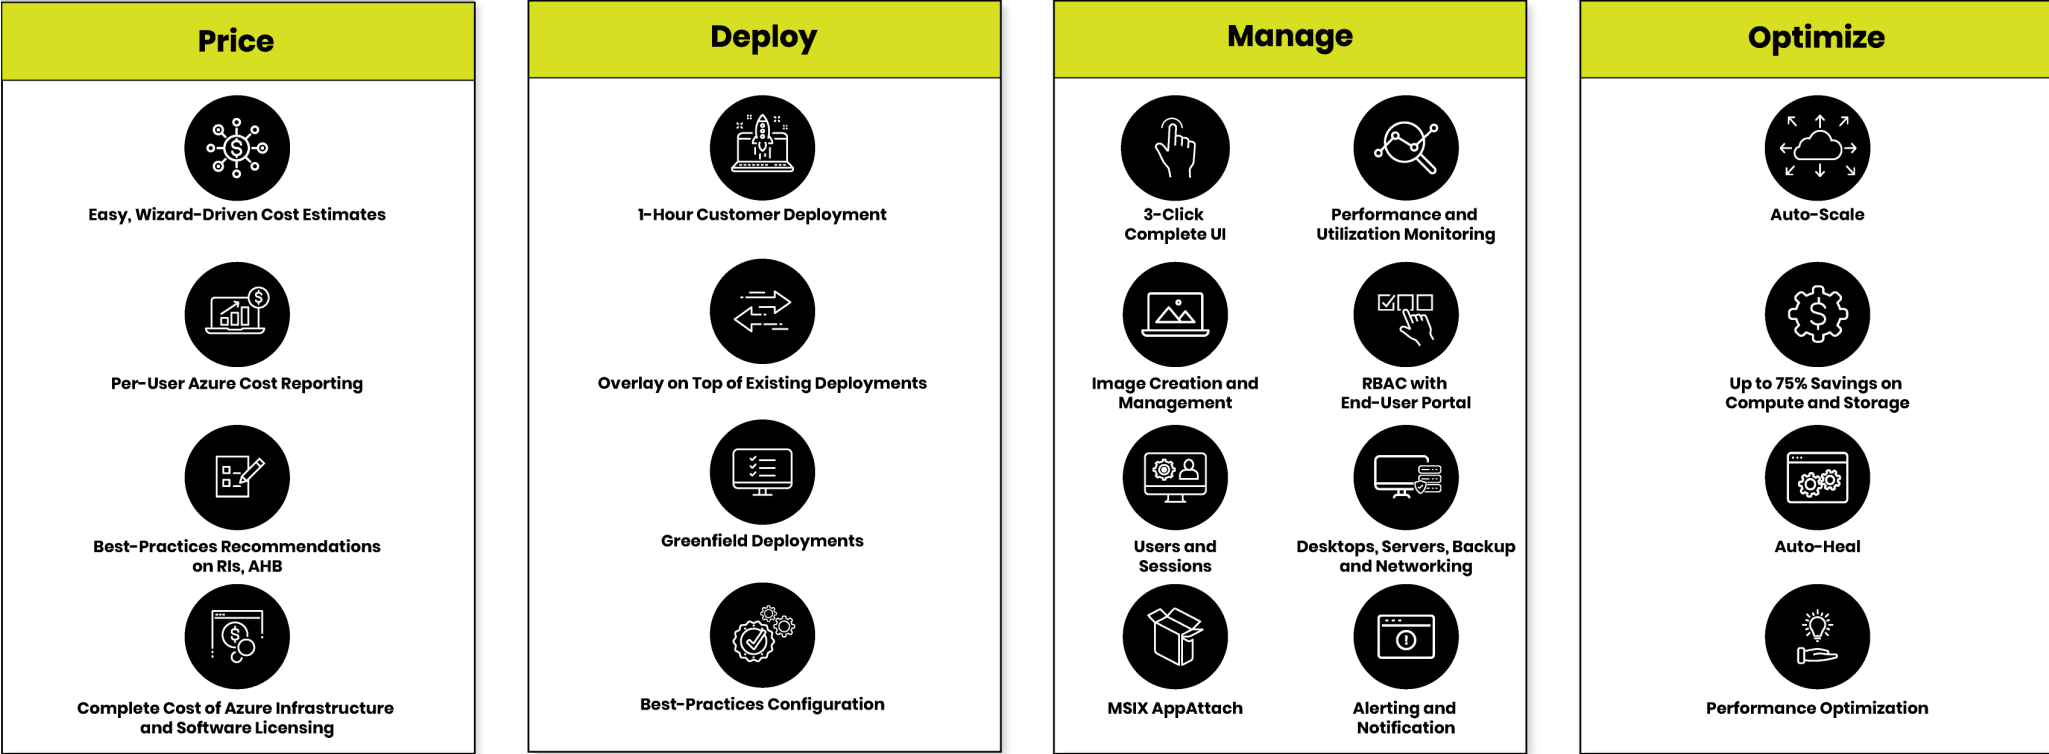 Price
Easy, Wizard-Driven Cost Estimates
Per-User Azure Cost Reporting
Best-Practices Recommendations
on RIs, AHB
Complete Cost of Azure Infrastructure
and Software Licensing
Deploy
1-Hour Customer Deployment
Overlay on Top of Existing Deployments
Greenfield Deployments
Best-Practices Configuration
Manage
3-Click
Complete UI
Performance and
Utilization Monitoring
Image Creation and
Management
RBAC with
End-User Portal
Users and
Sessions
Desktops, Servers, Backup
and Networking
MSIX AppAttach
Alerting and
Notification
Optimize
Auto-Scale
Up to 75% Savings on
Compute and Storage
Auto-Heal
Performance Optimization